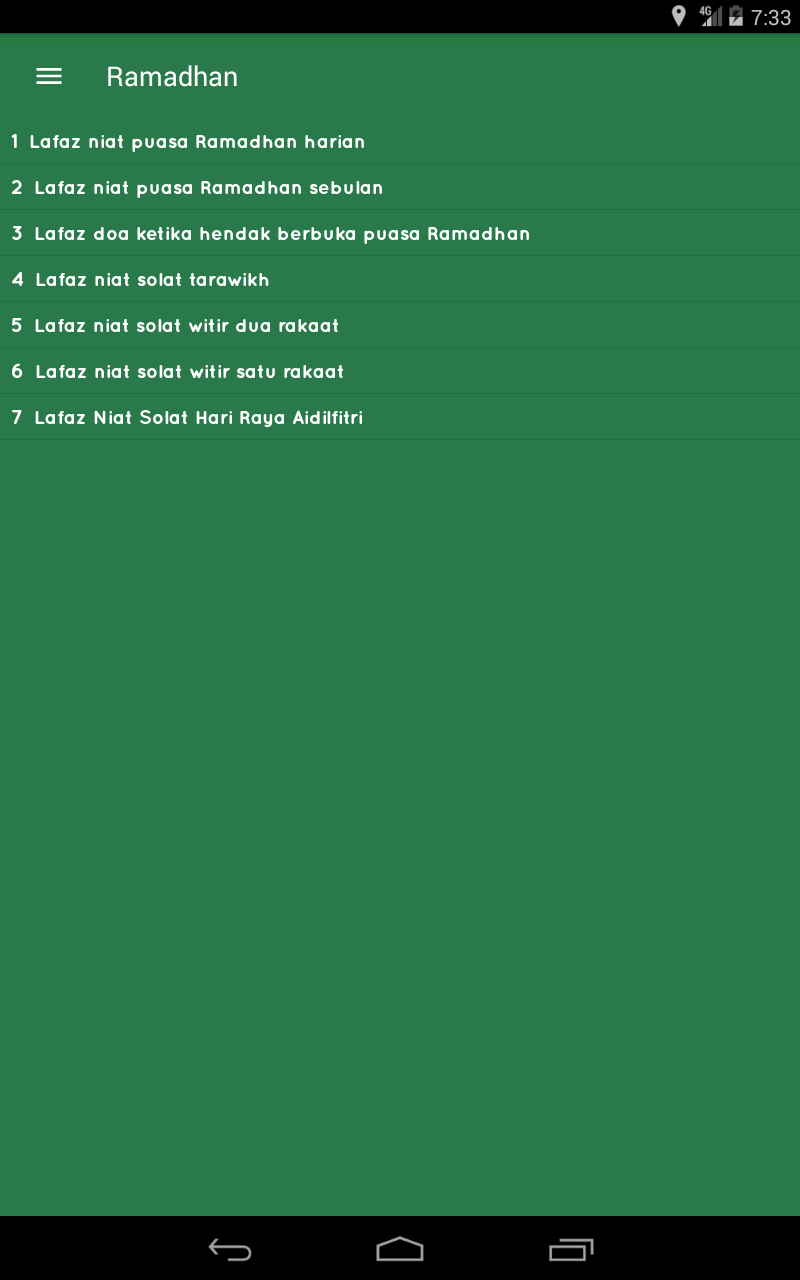 4G 7:33
Ramadhan
1 Lafaz niat puasa Ramadhan harian
2 Lafaz niat puasa Ramadhan sebulan
3 Lafaz doa ketika hendak berbuka puasa Ramadhan
4 Lafaz niat solat tarawikh
5 Lafaz niat solat witir dua rakaat
6 Lafaz niat solat witir satu rakaat
7 Lafaz Niat Solat Hari Raya Aidilfitri